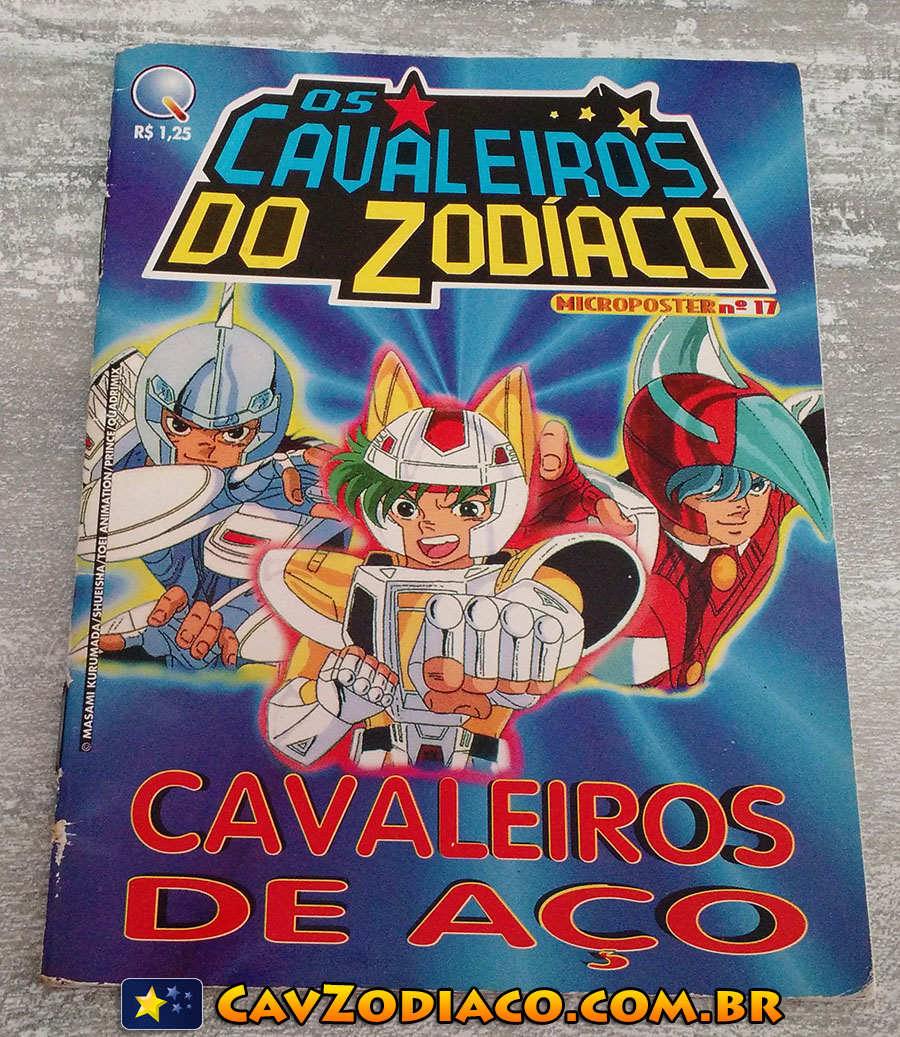 R$ 1,25
OS
CAVALEIROS
DO ZODÍACO
MICROPOSTER nº 17
© MASAMI KURUMADA/SHUEISHA/TOEI ANIMATION/PRINCE/QUADRIMIX
CAVALEIROS
DE AÇO
CAVZODIACO.COM.BR